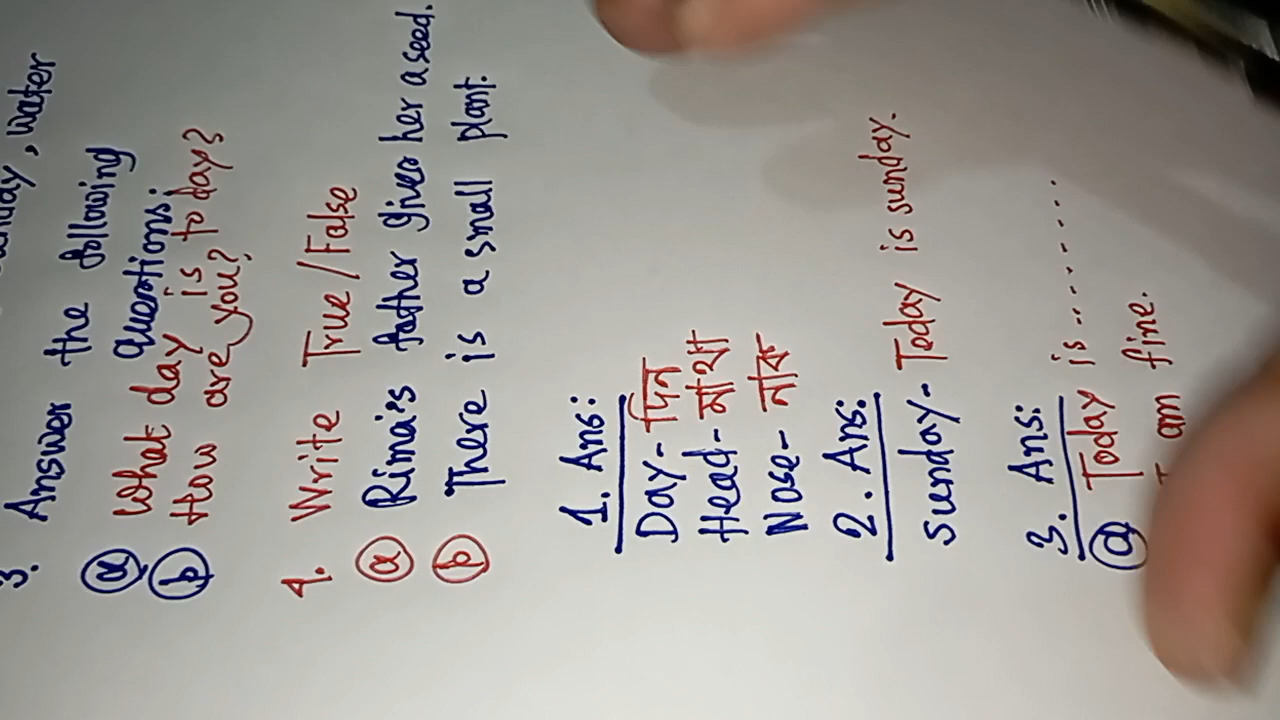 , water
3. Answer the following
questions:
ⓐ What day is today?
ⓑ How are you?
4. Write True/False
ⓐ Rima's father gives her a seed.
ⓑ There is a small plant.
1. Ans:
Day- দিন
Head- মাথা
Nose- নাক
2. Ans:
Sunday- Today is sunday.
3. Ans:
ⓐ Today is........
I am fine.